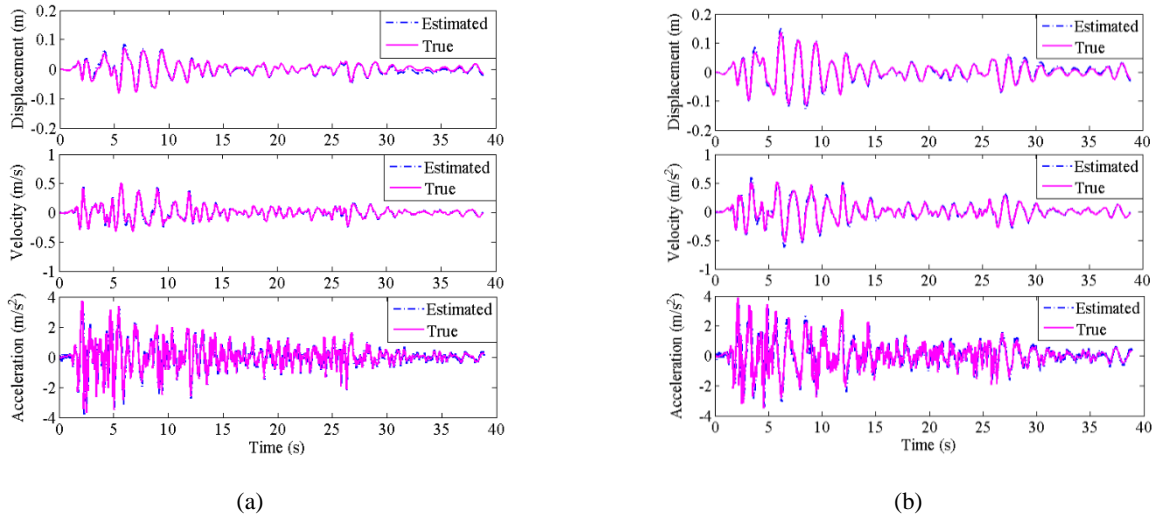 0.2
0.1
0
-0.1
-0.2
Displacement (m)
Estimated
True
0 5 10 15 20 25 30 35 40
1
0.5
0
-0.5
-1
Velocity (m/s)
Estimated
True
0 5 10 15 20 25 30 35 40
4
2
0
-2
-4
Acceleration (m/s²)
Estimated
True
0 5 10 15 20 25 30 35 40
Time (s)
(a)
0.2
0.1
0
-0.1
-0.2
Displacement (m)
Estimated
True
0 5 10 15 20 25 30 35 40
1
0.5
0
-0.5
-1
Velocity (m/s)
Estimated
True
0 5 10 15 20 25 30 35 40
4
2
0
-2
-4
Acceleration (m/s²)
Estimated
True
0 5 10 15 20 25 30 35 40
Time (s)
(b)